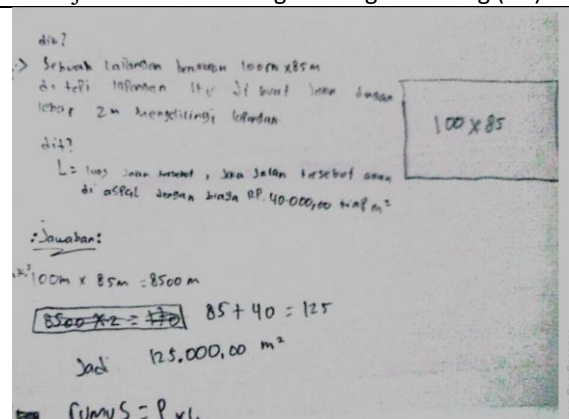 dik?
-> Sebuah Lapangan berukuran 100m x 85m
di tepi lapangan itu di buat jalan dengan
lebar 2m mengelilingi lapangan
100 x 85
dit?
L = luas jalan tersebut, jika jalan tersebut akan
di aspal dengan biaya RP. 40.000,00 tiap m²
:Jawaban:
100m x 85m = 8500 m
8500 x 2 = 85 + 40 = 125
Jadi 125.000,00 m²
rumus = P x L